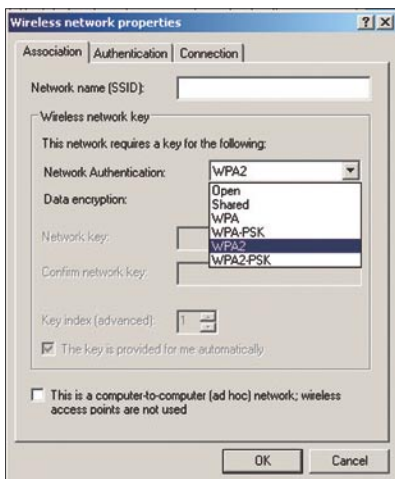 Wireless network properties
Association Authentication Connection
Network name (SSID):
Wireless network key
This network requires a key for the following:
Network Authentication: WPA2
Data encryption:
Open
Shared
WPA
WPA-PSK
WPA2
WPA2-PSK
Network key:
Confirm network key:
Key index (advanced): 1
The key is provided for me automatically
This is a computer-to-computer (ad hoc) network; wireless
access points are not used
OK Cancel